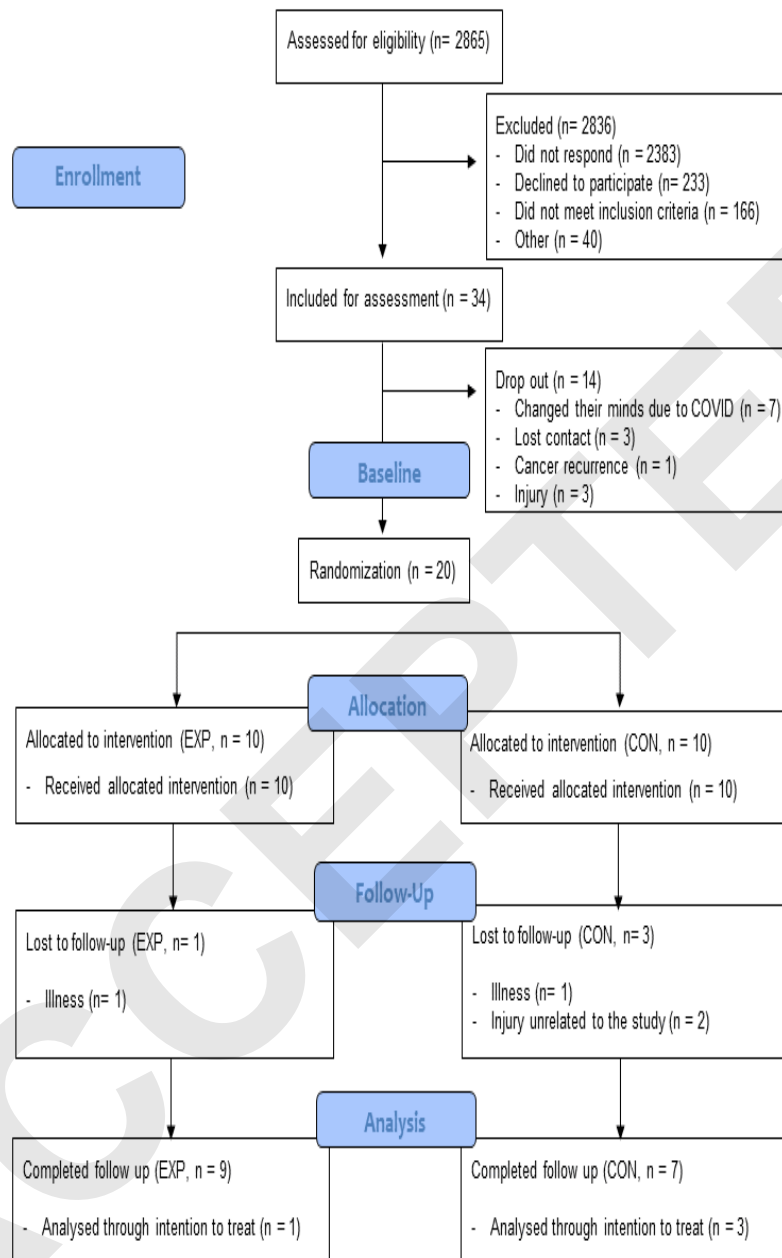 Assessed for eligibility (n= 2865)
Enrollment
Excluded (n= 2836)
- Did not respond (n = 2383)
- Declined to participate (n= 233)
- Did not meet inclusion criteria (n = 166)
- Other (n = 40)
Included for assessment (n = 34)
Drop out (n = 14)
- Changed their minds due to COVID (n = 7)
- Lost contact (n = 3)
- Cancer recurrence (n = 1)
- Injury (n = 3)
Baseline
Randomization (n = 20)
Allocation
Allocated to intervention (EXP, n = 10)
- Received allocated intervention (n = 10)
Allocated to intervention (CON, n = 10)
- Received allocated intervention (n = 10)
Follow-Up
Lost to follow-up (EXP, n= 1)
- Illness (n= 1)
Lost to follow-up (CON, n= 3)
- Illness (n= 1)
- Injury unrelated to the study (n = 2)
Analysis
Completed follow up (EXP, n = 9)
- Analysed through intention to treat (n = 1)
Completed follow up (CON, n = 7)
- Analysed through intention to treat (n = 3)